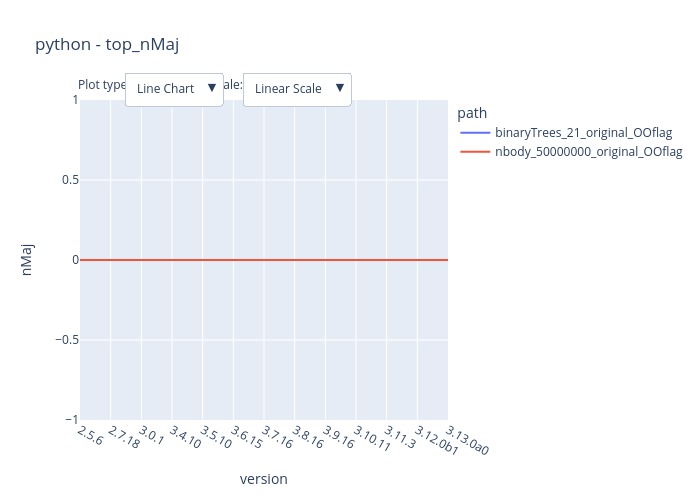 python - top_nMaj
Plot type
Line Chart ▼
ale:
Linear Scale ▼
path
binaryTrees_21_original_OOflag
nbody_50000000_original_OOflag
nMaj
1
0.5
0
−0.5
−1
2.5.6
2.7.18
3.0.1
3.4.10
3.5.10
3.6.15
3.7.16
3.8.16
3.9.16
3.10.11
3.11.3
3.12.0b1
3.13.0a0
version